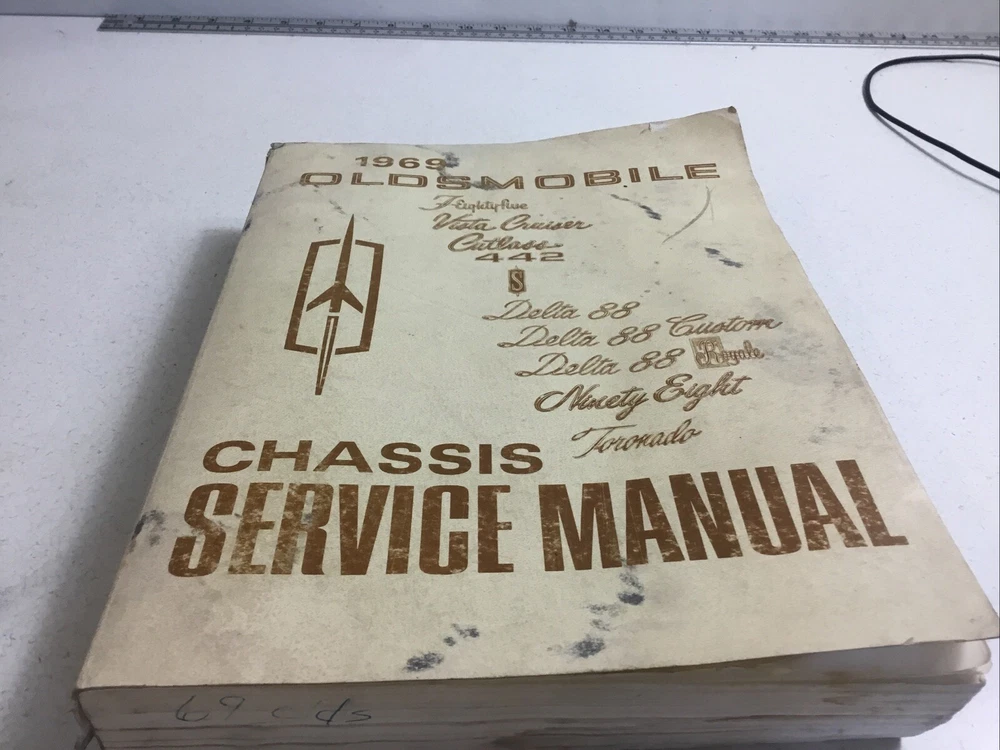 1969
OLDSMOBILE
F-Eighty-five
Vista Cruiser
Cutlass
442
S
Delta 88
Delta 88 Custom
Delta 88 Royale
Ninety Eight
Toronado
CHASSIS
SERVICE MANUAL
69 olds